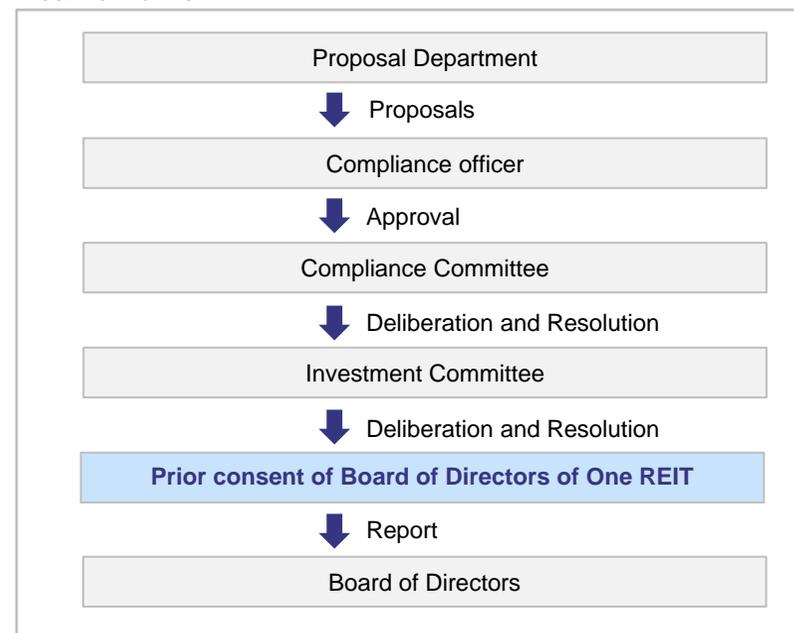 Proposal Department
Proposals
Compliance officer
Approval
Compliance Committee
Deliberation and Resolution
Investment Committee
Deliberation and Resolution
Prior consent of Board of Directors of One REIT
Report
Board of Directors